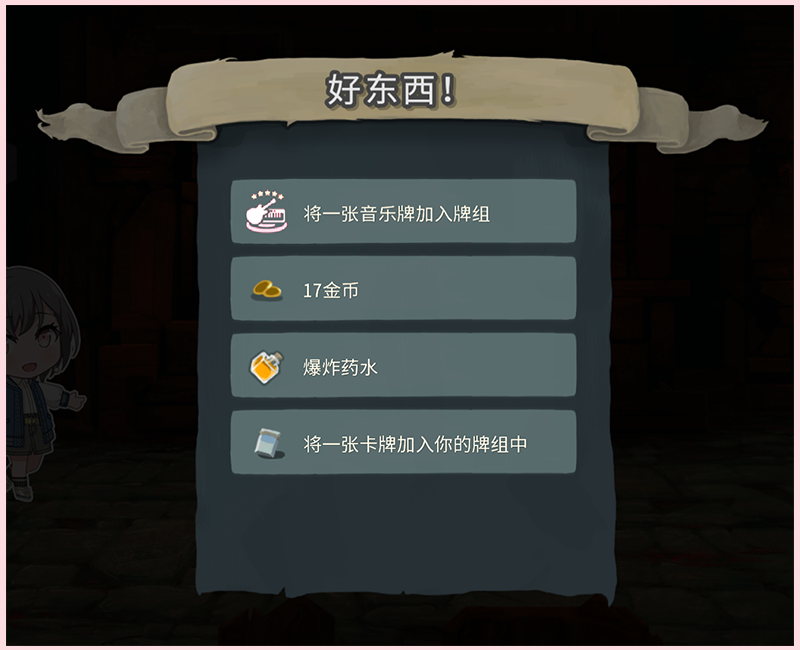 好东西！
将一张音乐牌加入牌组
17金币
爆炸药水
将一张卡牌加入你的牌组中